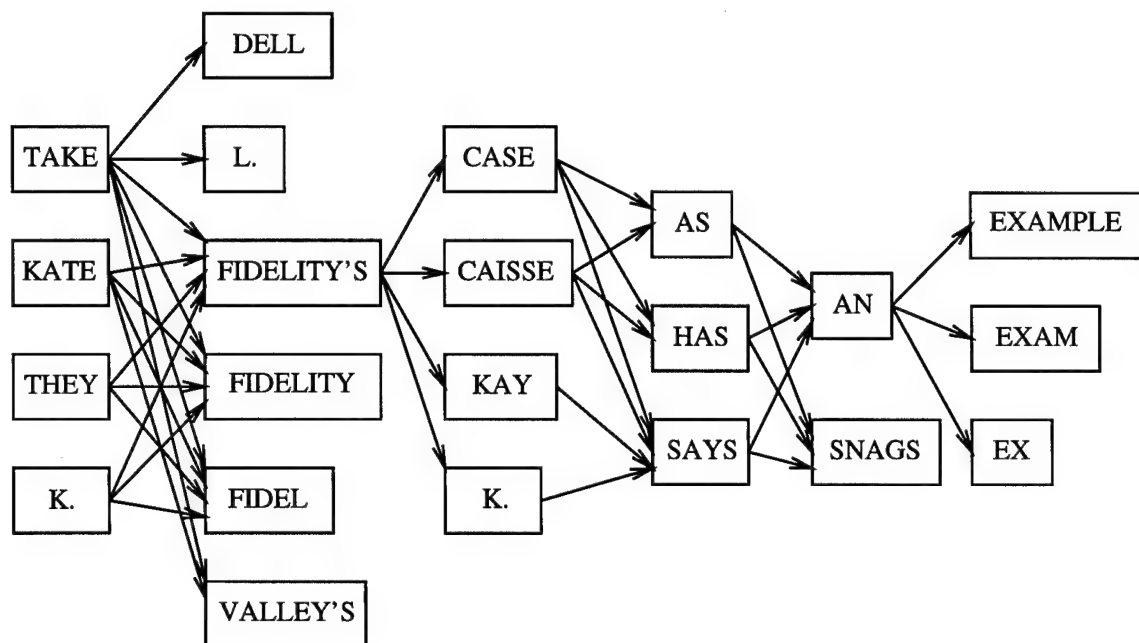 DELL
TAKE
L.
CASE
AS
EXAMPLE
KATE
FIDELITY'S
CAISSE
AN
HAS
EXAM
THEY
FIDELITY
KAY
SAYS
SNAGS
EX
K.
FIDEL
K.
VALLEY'S